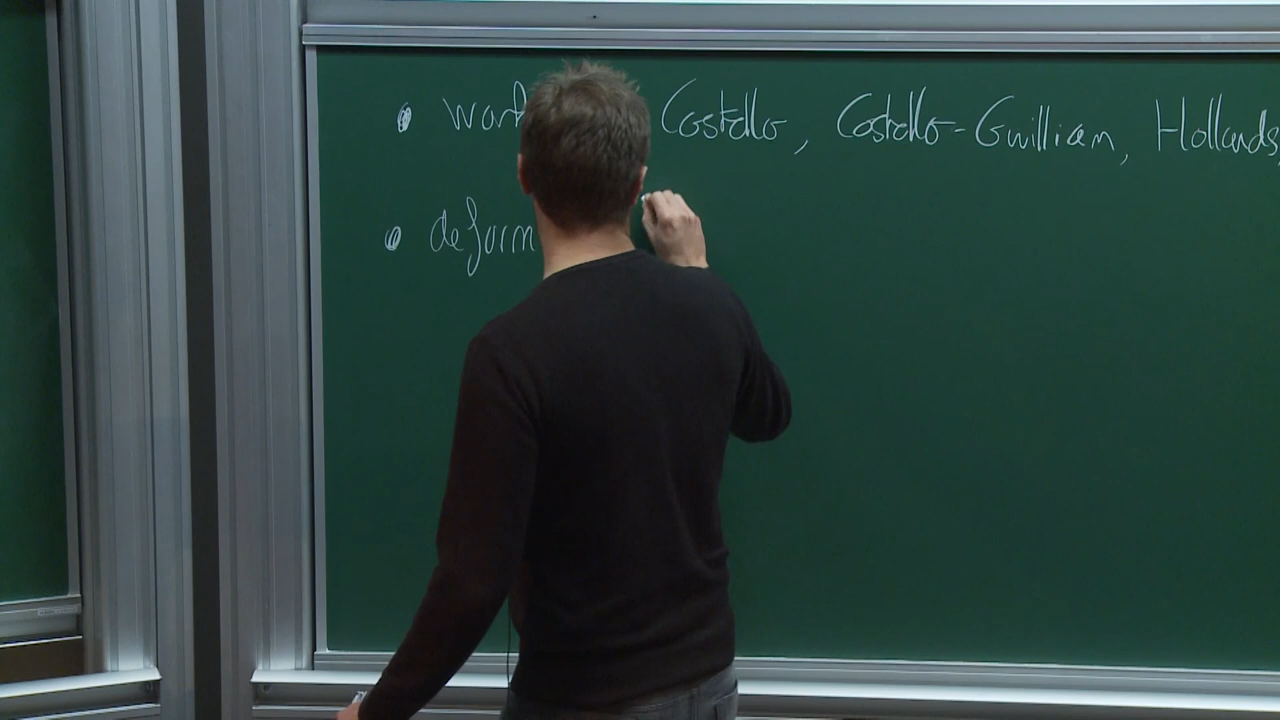 • work Costello, Costello-Gwilliam, Hollands,
• deform